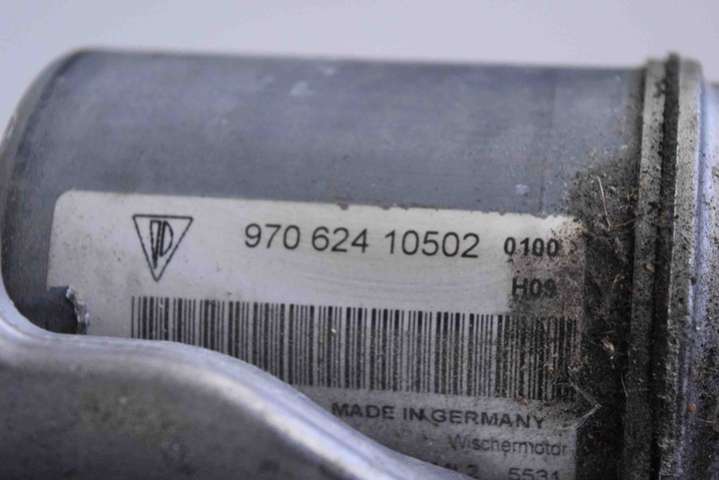 970 624 10502 0100
H09
MADE IN GERMANY
Wischermotor
5531